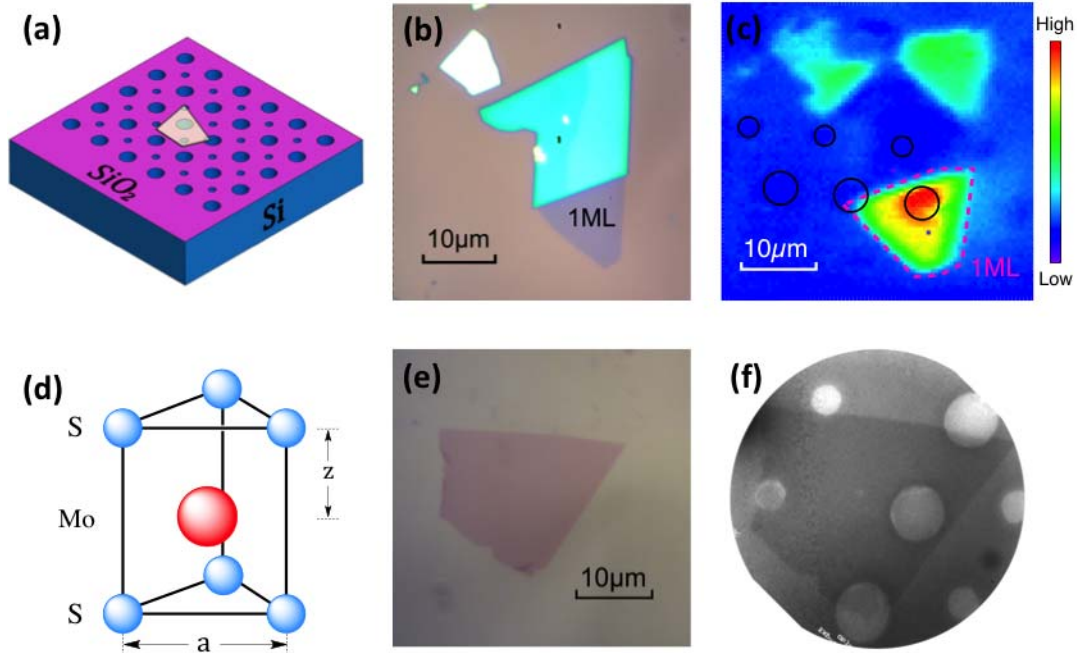 (a)
SiO₂
Si
(b)
1ML
10μm
(c)
High
Low
10μm
1ML
(d)
S
Mo
S
z
a
(e)
10μm
(f)